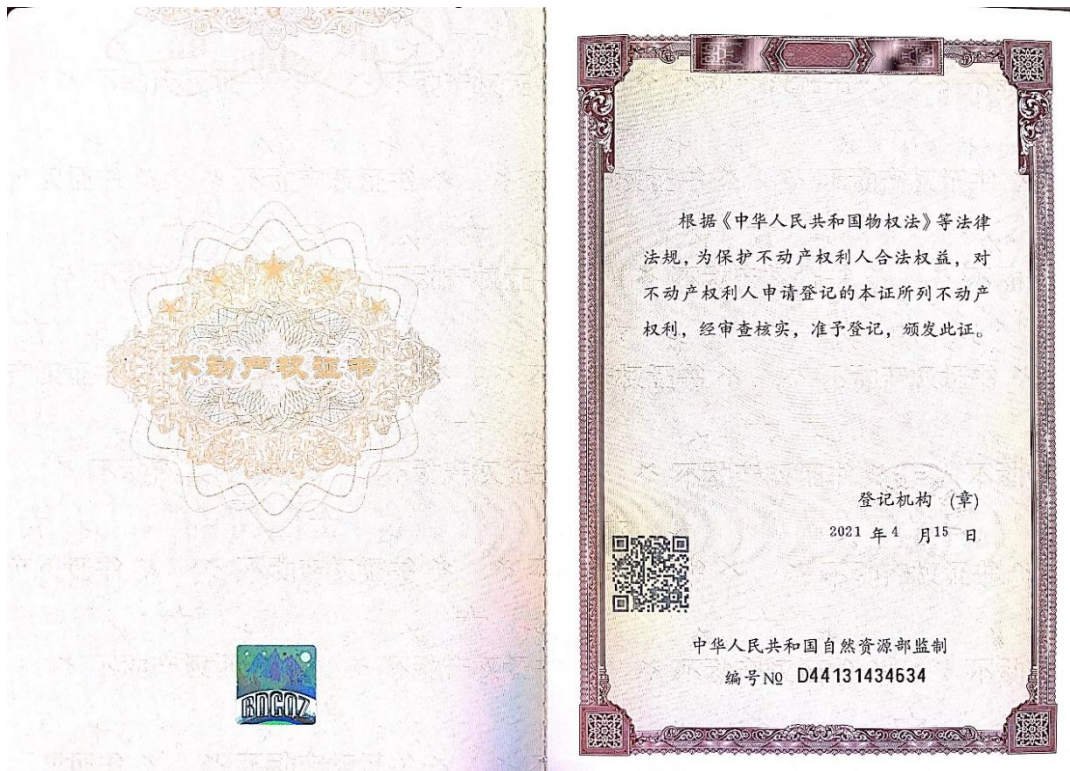 不动产权证书
BDCQZ
根据《中华人民共和国物权法》等法律
法规，为保护不动产权利人合法权益，对
不动产权利人申请登记的本证所列不动产
权利，经审查核实，准予登记，颁发此证。
登记机构 （章）
2021 年 4 月 15 日
中华人民共和国自然资源部监制
编号№ D44131434634